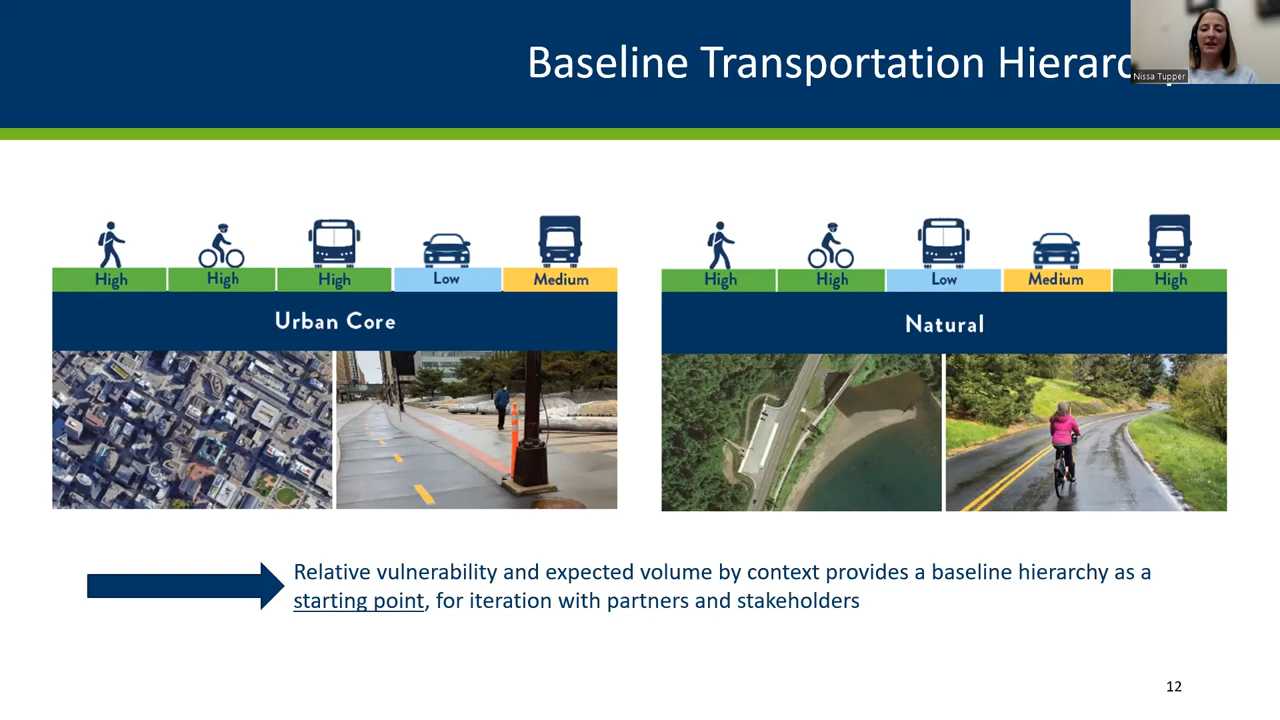 Baseline Transportation Hierarc
Nissa Tupper
High High High Low Medium
Urban Core
High High Low Medium High
Natural
Relative vulnerability and expected volume by context provides a baseline hierarchy as a
starting point, for iteration with partners and stakeholders
12